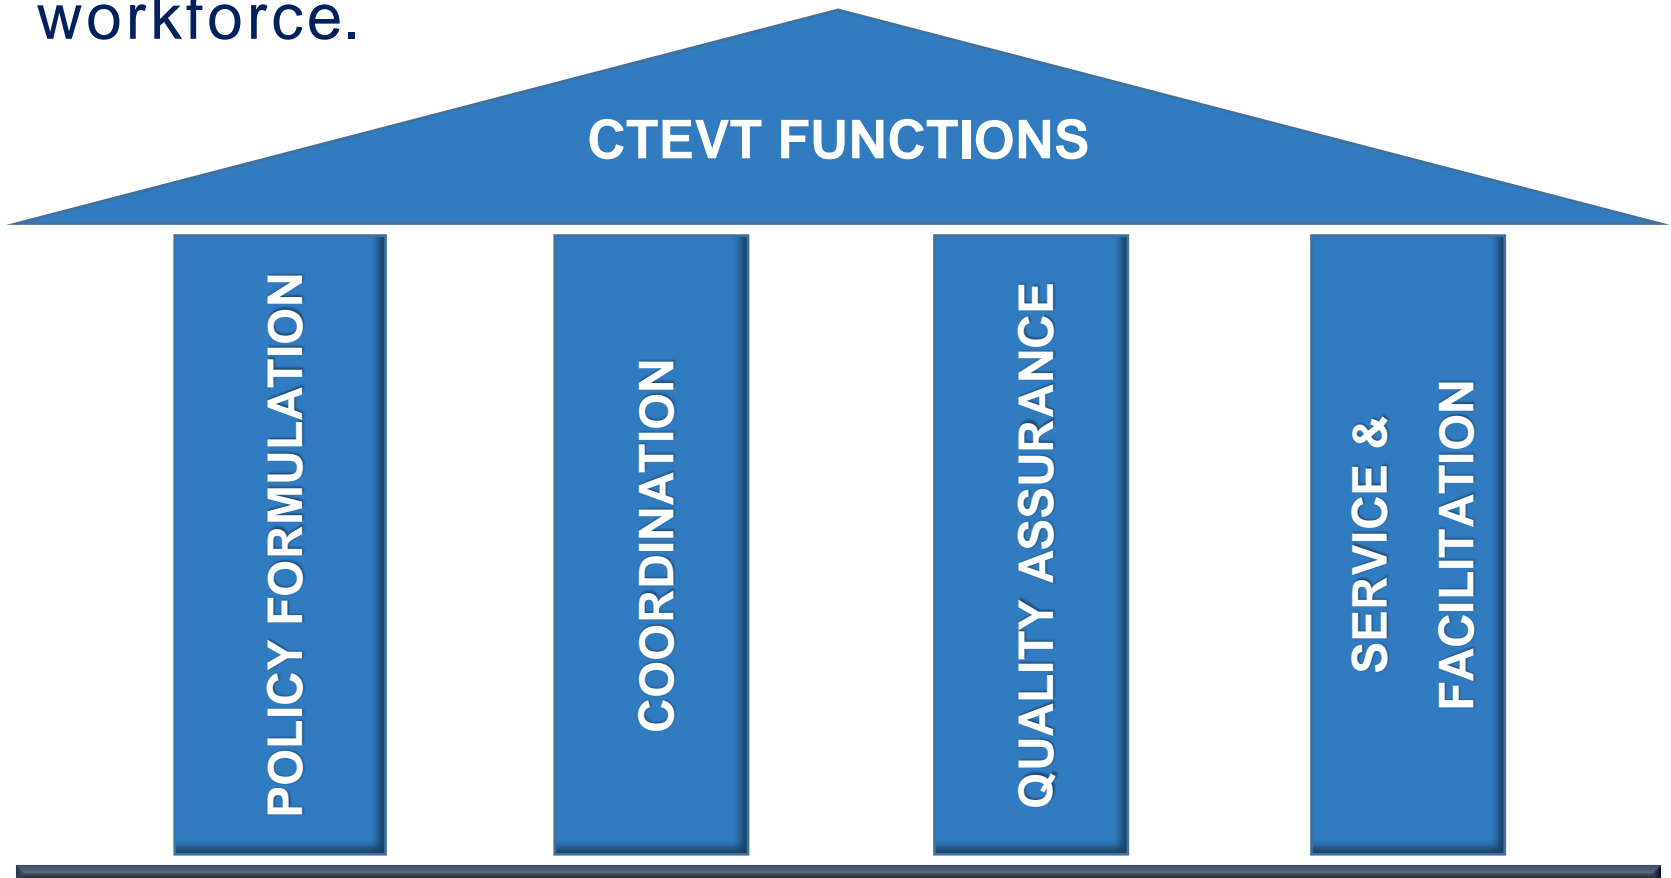 workforce.
CTEVT FUNCTIONS
POLICY FORMULATION
COORDINATION
QUALITY ASSURANCE
SERVICE &
FACILITATION